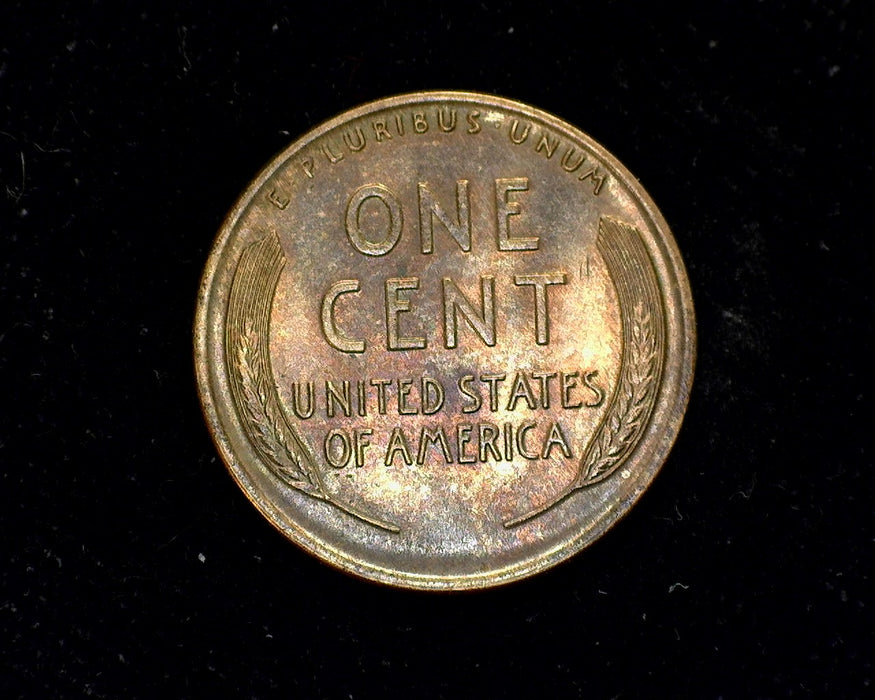 E · PLURIBUS · UNUM
ONE
CENT
UNITED STATES
OF AMERICA